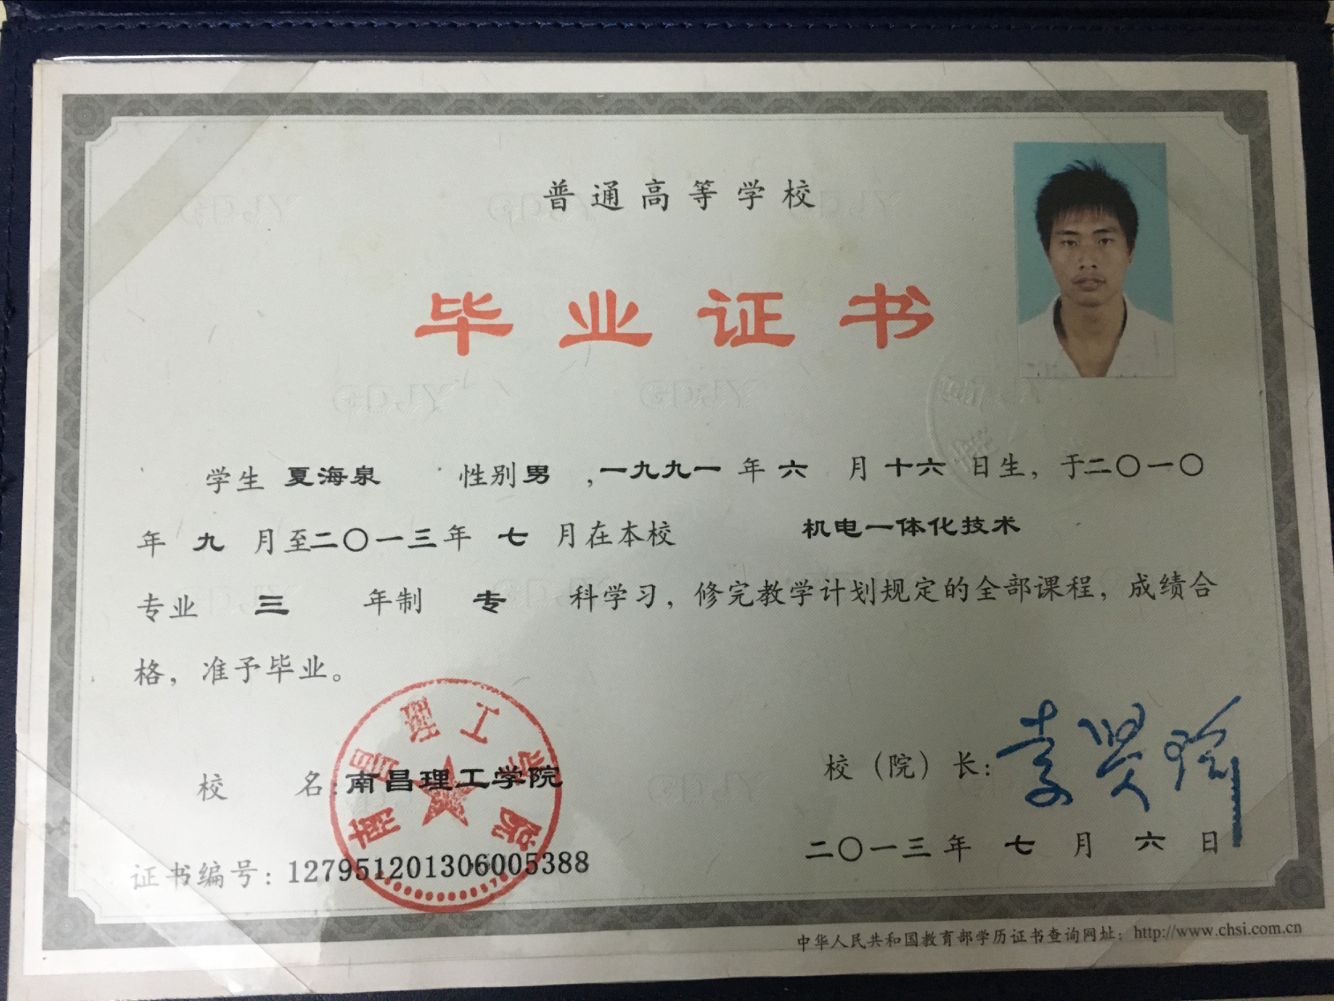 普通高等学校
毕业证书
学生 夏海泉 性别男 ,一九九一年 六 月十六日生，于二〇一〇
年 九 月至二〇一三年 七 月在本校 机电一体化技术
专业 三 年制 专 科学习，修完教学计划规定的全部课程，成绩合
格，准予毕业。
校 名:南昌理工学院
南昌理工学院
校（院）长:
二〇一三年 七 月 六 日
证书编号: 127951201306005388
中华人民共和国教育部学历证书查询网址: http://www.chsi.com.cn